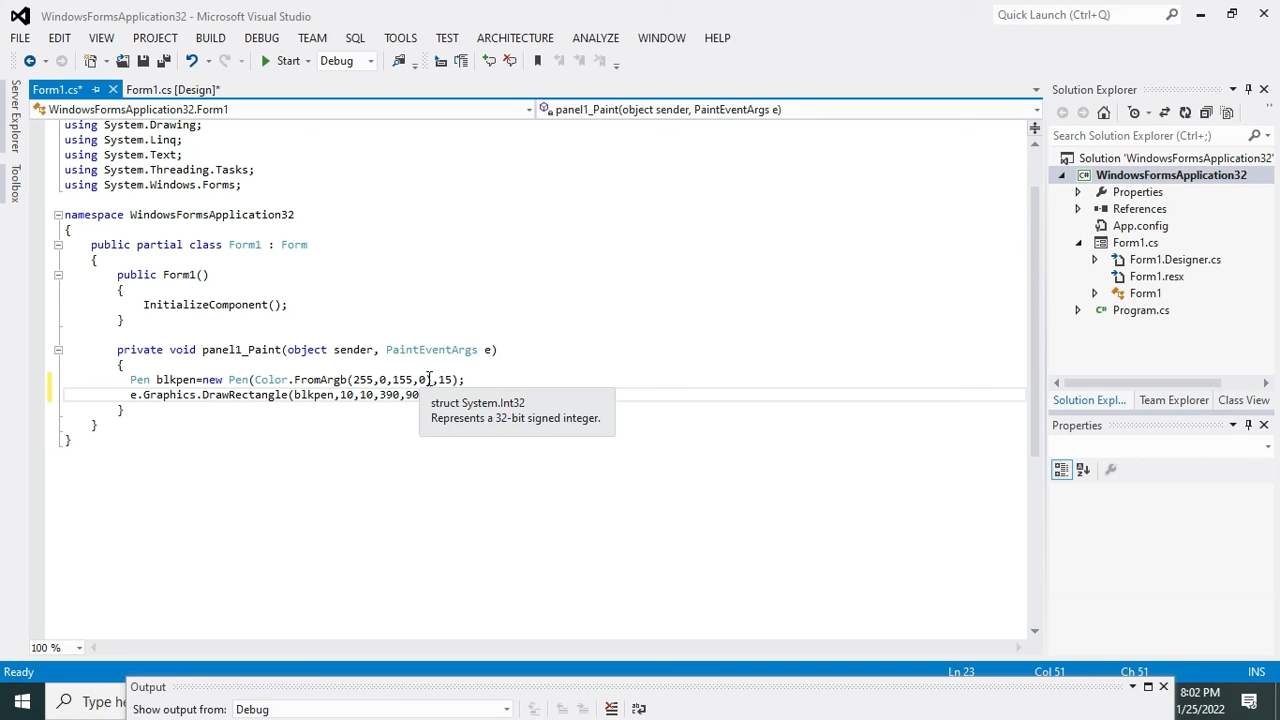 WindowsFormsApplication32 - Microsoft Visual Studio
Quick Launch (Ctrl+Q)
FILE EDIT VIEW PROJECT BUILD DEBUG TEAM SQL TOOLS TEST ARCHITECTURE ANALYZE WINDOW HELP
Start Debug
Form1.cs* Form1.cs [Design]*
Solution Explorer
WindowsFormsApplication32.Form1
panel1_Paint(object sender, PaintEventArgs e)
Server Explorer
Toolbox
using System.Drawing;
using System.Linq;
using System.Text;
using System.Threading.Tasks;
using System.Windows.Forms;
namespace WindowsFormsApplication32
{
public partial class Form1 : Form
{
public Form1()
{
InitializeComponent();
}
private void panel1_Paint(object sender, PaintEventArgs e)
{
Pen blkpen=new Pen(Color.FromArgb(255,0,155,0),15);
e.Graphics.DrawRectangle(blkpen,10,10,390,90
}
}
}
struct System.Int32
Represents a 32-bit signed integer.
Search Solution Explorer (Ctrl+;)
Solution 'WindowsFormsApplication32'
WindowsFormsApplication32
Properties
References
App.config
Form1.cs
Form1.Designer.cs
Form1.resx
Form1
Program.cs
Solution Explo... Team Explorer Class View
Properties
100 %
Ready
Ln 23
Col 51
Ch 51
INS
Type he
Output
Show output from: Debug
8:02 PM
1/25/2022